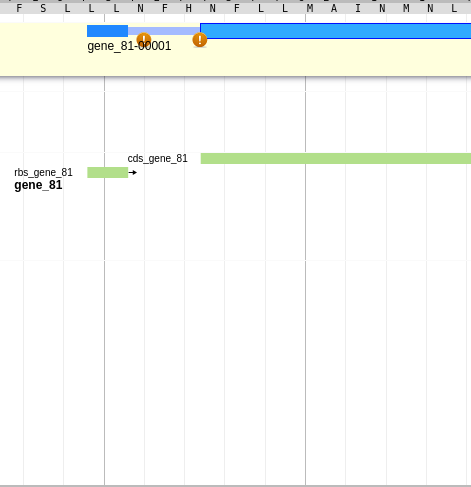 F S L L L N F H N F L L M A I N M N L
gene_81-00001
cds_gene_81
rbs_gene_81
gene_81